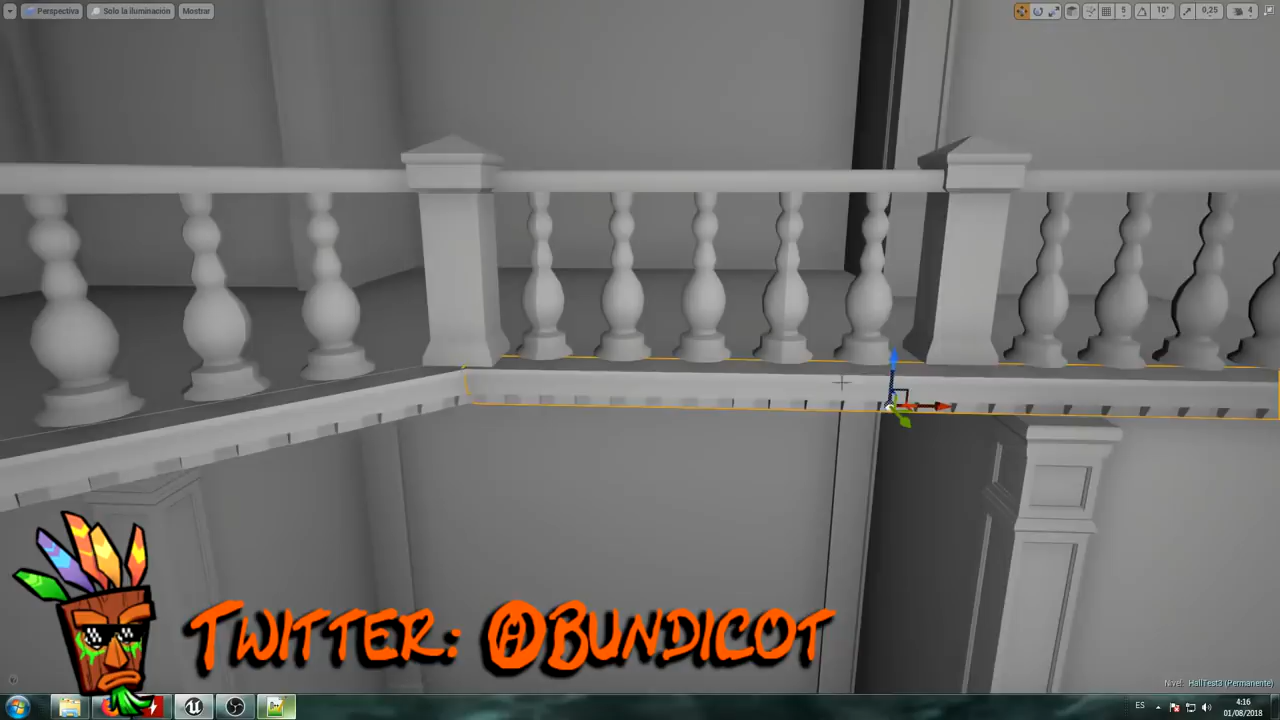 Perspectiva Solo la iluminación Mostrar 5 10° 0,25 4
TWITTER: @BUNDICOT
Nivel: HallTest3 (Permanente)
ES 4:16
01/08/2018